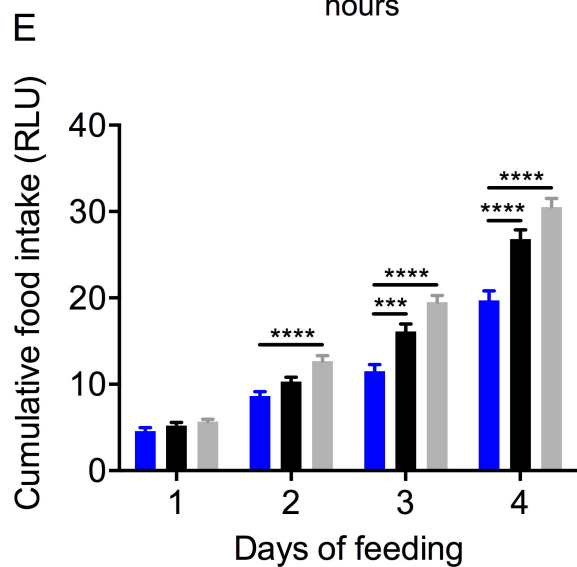 hours
E
Cumulative food intake (RLU)
40
30
20
10
0
****
****
***
****
****
1 2 3 4
Days of feeding